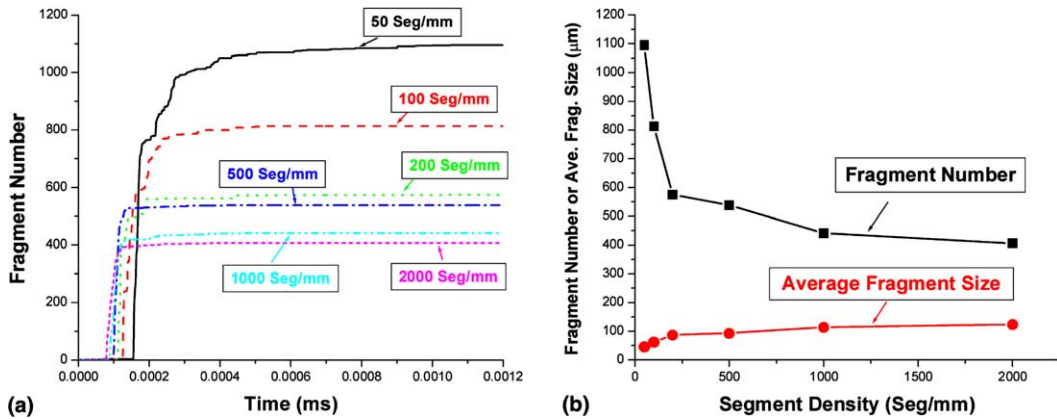 1200
1100
1000
800
600
400
200
0
Fragment Number
50 Seg/mm
100 Seg/mm
200 Seg/mm
500 Seg/mm
1000 Seg/mm
2000 Seg/mm
0.0000
0.0002
0.0004
0.0006
0.0008
0.0010
0.0012
Time (ms)
(a)
Fragment Number or Ave. Frag. Size (μm)
1200
1100
1000
900
800
700
600
500
400
300
200
100
0
Fragment Number
Average Fragment Size
0
500
1000
1500
2000
Segment Density (Seg/mm)
(b)